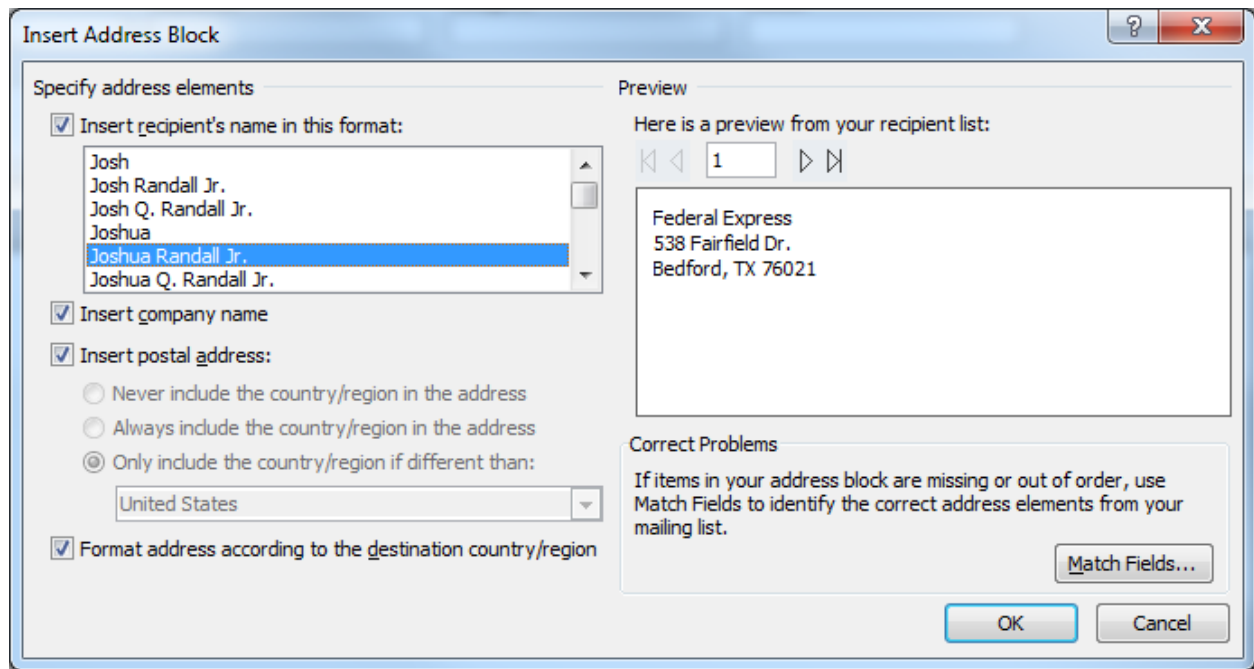 Insert Address Block
Specify address elements
Insert recipient's name in this format:
Josh
Josh Randall Jr.
Josh Q. Randall Jr.
Joshua
Joshua Randall Jr.
Joshua Q. Randall Jr.
Insert company name
Insert postal address:
Never include the country/region in the address
Always include the country/region in the address
Only include the country/region if different than:
United States
Format address according to the destination country/region
Preview
Here is a preview from your recipient list:
1
Federal Express
538 Fairfield Dr.
Bedford, TX 76021
Correct Problems
If items in your address block are missing or out of order, use
Match Fields to identify the correct address elements from your
mailing list.
Match Fields...
OK
Cancel